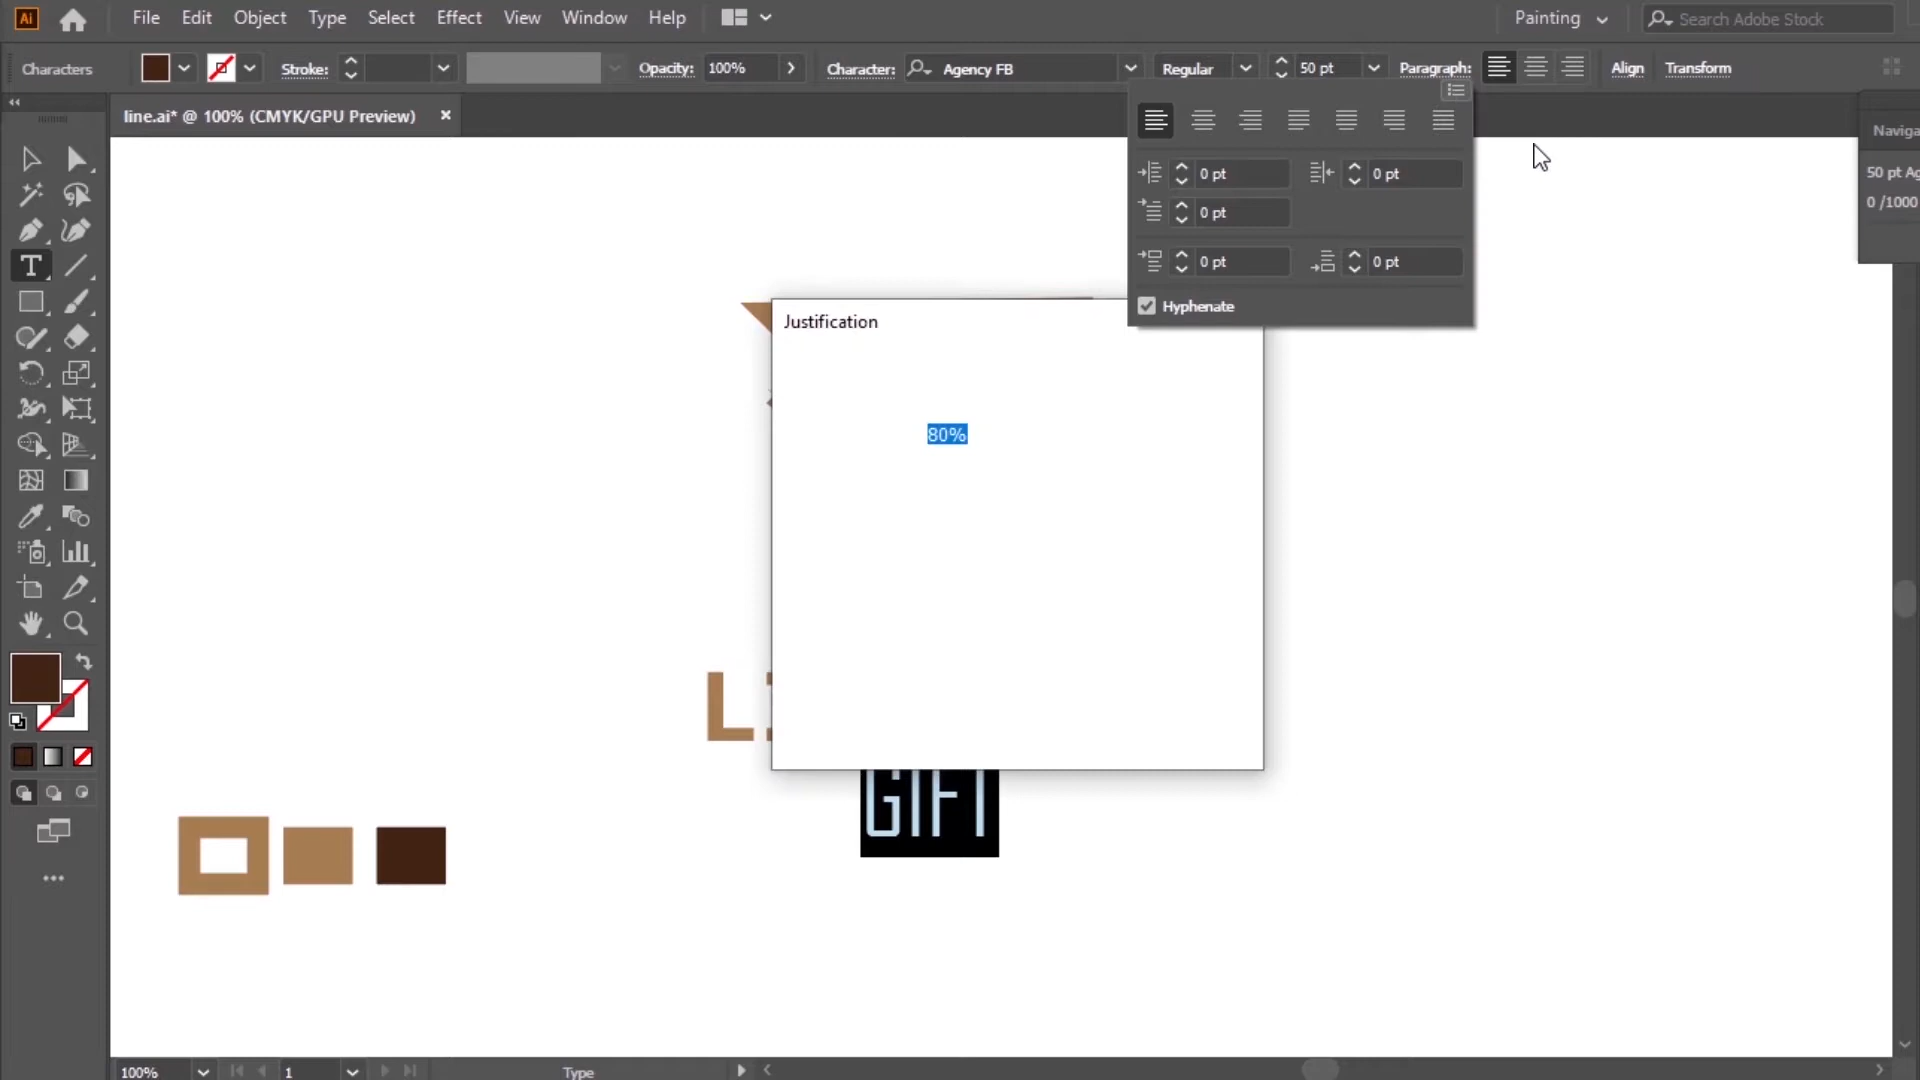 Ai File Edit Object Type Select Effect View Window Help Painting Search Adobe Stock
Characters Stroke: Opacity: 100% Character: Agency FB Regular 50 pt Paragraph: Align Transform
line.ai* @ 100% (CMYK/GPU Preview) ×
Naviga
0 pt 0 pt
50 pt Ag
0 /1000
0 pt
0 pt 0 pt
Hyphenate
Justification
80%
T
LI
GIFT
100% 1 Type